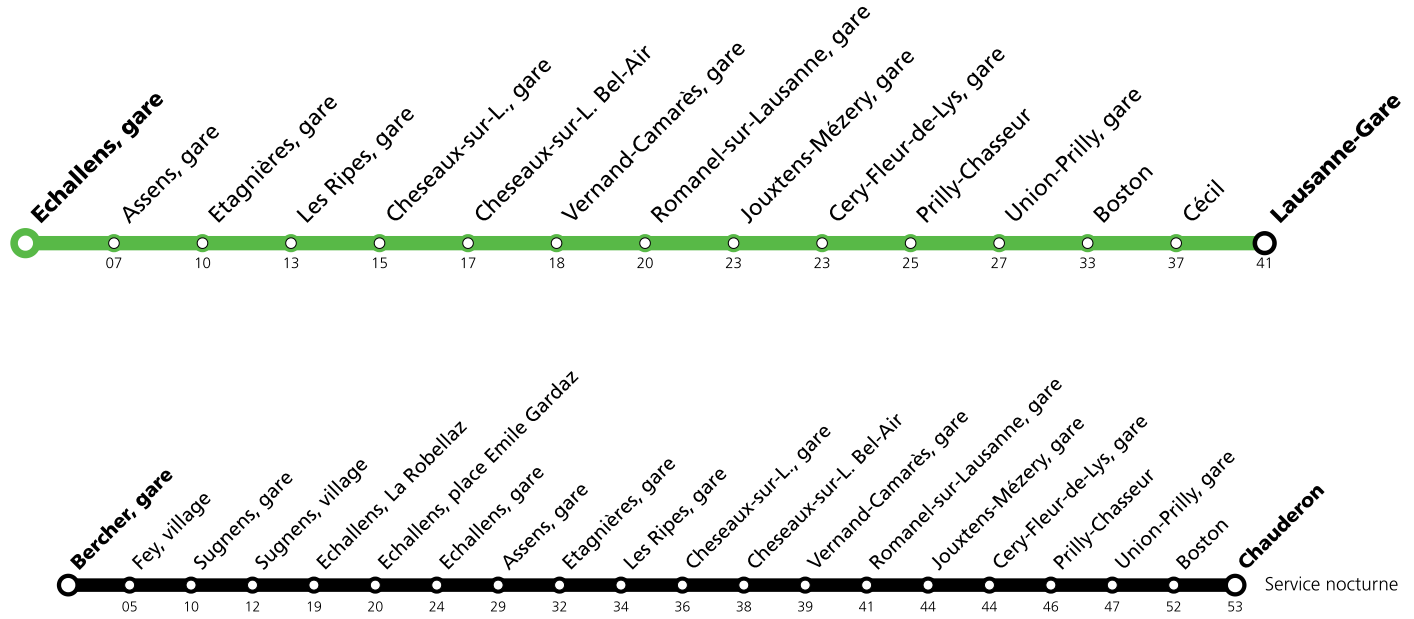 Echallens, gare
Assens, gare
Etagnières, gare
Les Ripes, gare
Cheseaux-sur-L., gare
Cheseaux-sur-L. Bel-Air
Vernand-Camarès, gare
Romanel-sur-Lausanne, gare
Jouxtens-Mézery, gare
Cery-Fleur-de-Lys, gare
Prilly-Chasseur
Union-Prilly, gare
Boston
Cécil
Lausanne-Gare
07 10 13 15 17 18 20 23 23 25 27 33 37 41
Bercher, gare
Fey, village
Sugnens, gare
Sugnens, village
Echallens, La Robellaz
Echallens, place Emile Gardaz
Echallens, gare
Assens, gare
Etagnières, gare
Les Ripes, gare
Cheseaux-sur-L., gare
Cheseaux-sur-L. Bel-Air
Vernand-Camarès, gare
Romanel-sur-Lausanne, gare
Jouxtens-Mézery, gare
Cery-Fleur-de-Lys, gare
Prilly-Chasseur
Union-Prilly, gare
Boston
Chauderon
Service nocturne
05 10 12 19 20 24 29 32 34 36 38 39 41 44 44 46 47 52 53